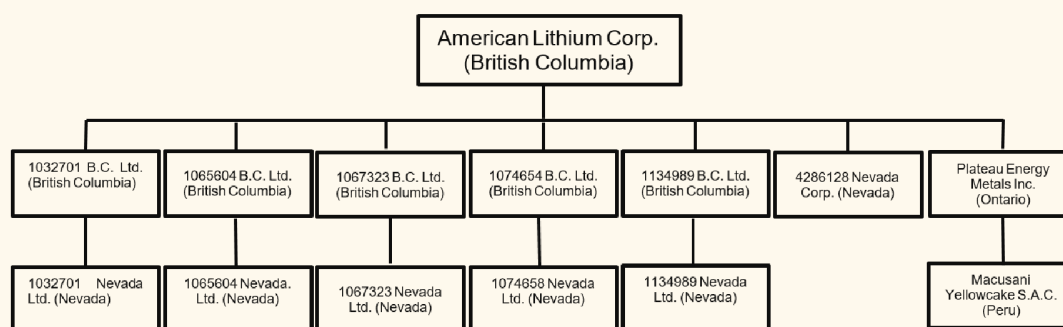 American Lithium Corp.
(British Columbia)
1032701 B.C. Ltd.
(British Columbia)
1065604 B.C. Ltd.
(British Columbia)
1067323 B.C. Ltd.
(British Columbia)
1074654 B.C. Ltd.
(British Columbia)
1134989 B.C. Ltd.
(British Columbia)
4286128 Nevada
Corp. (Nevada)
Plateau Energy
Metals Inc.
(Ontario)
1032701 Nevada
Ltd. (Nevada)
1065604 Nevada.
Ltd. (Nevada)
1067323 Nevada
Ltd. (Nevada)
1074658 Nevada
Ltd. (Nevada)
1134989 Nevada
Ltd. (Nevada)
Macusani
Yellowcake S.A.C.
(Peru)